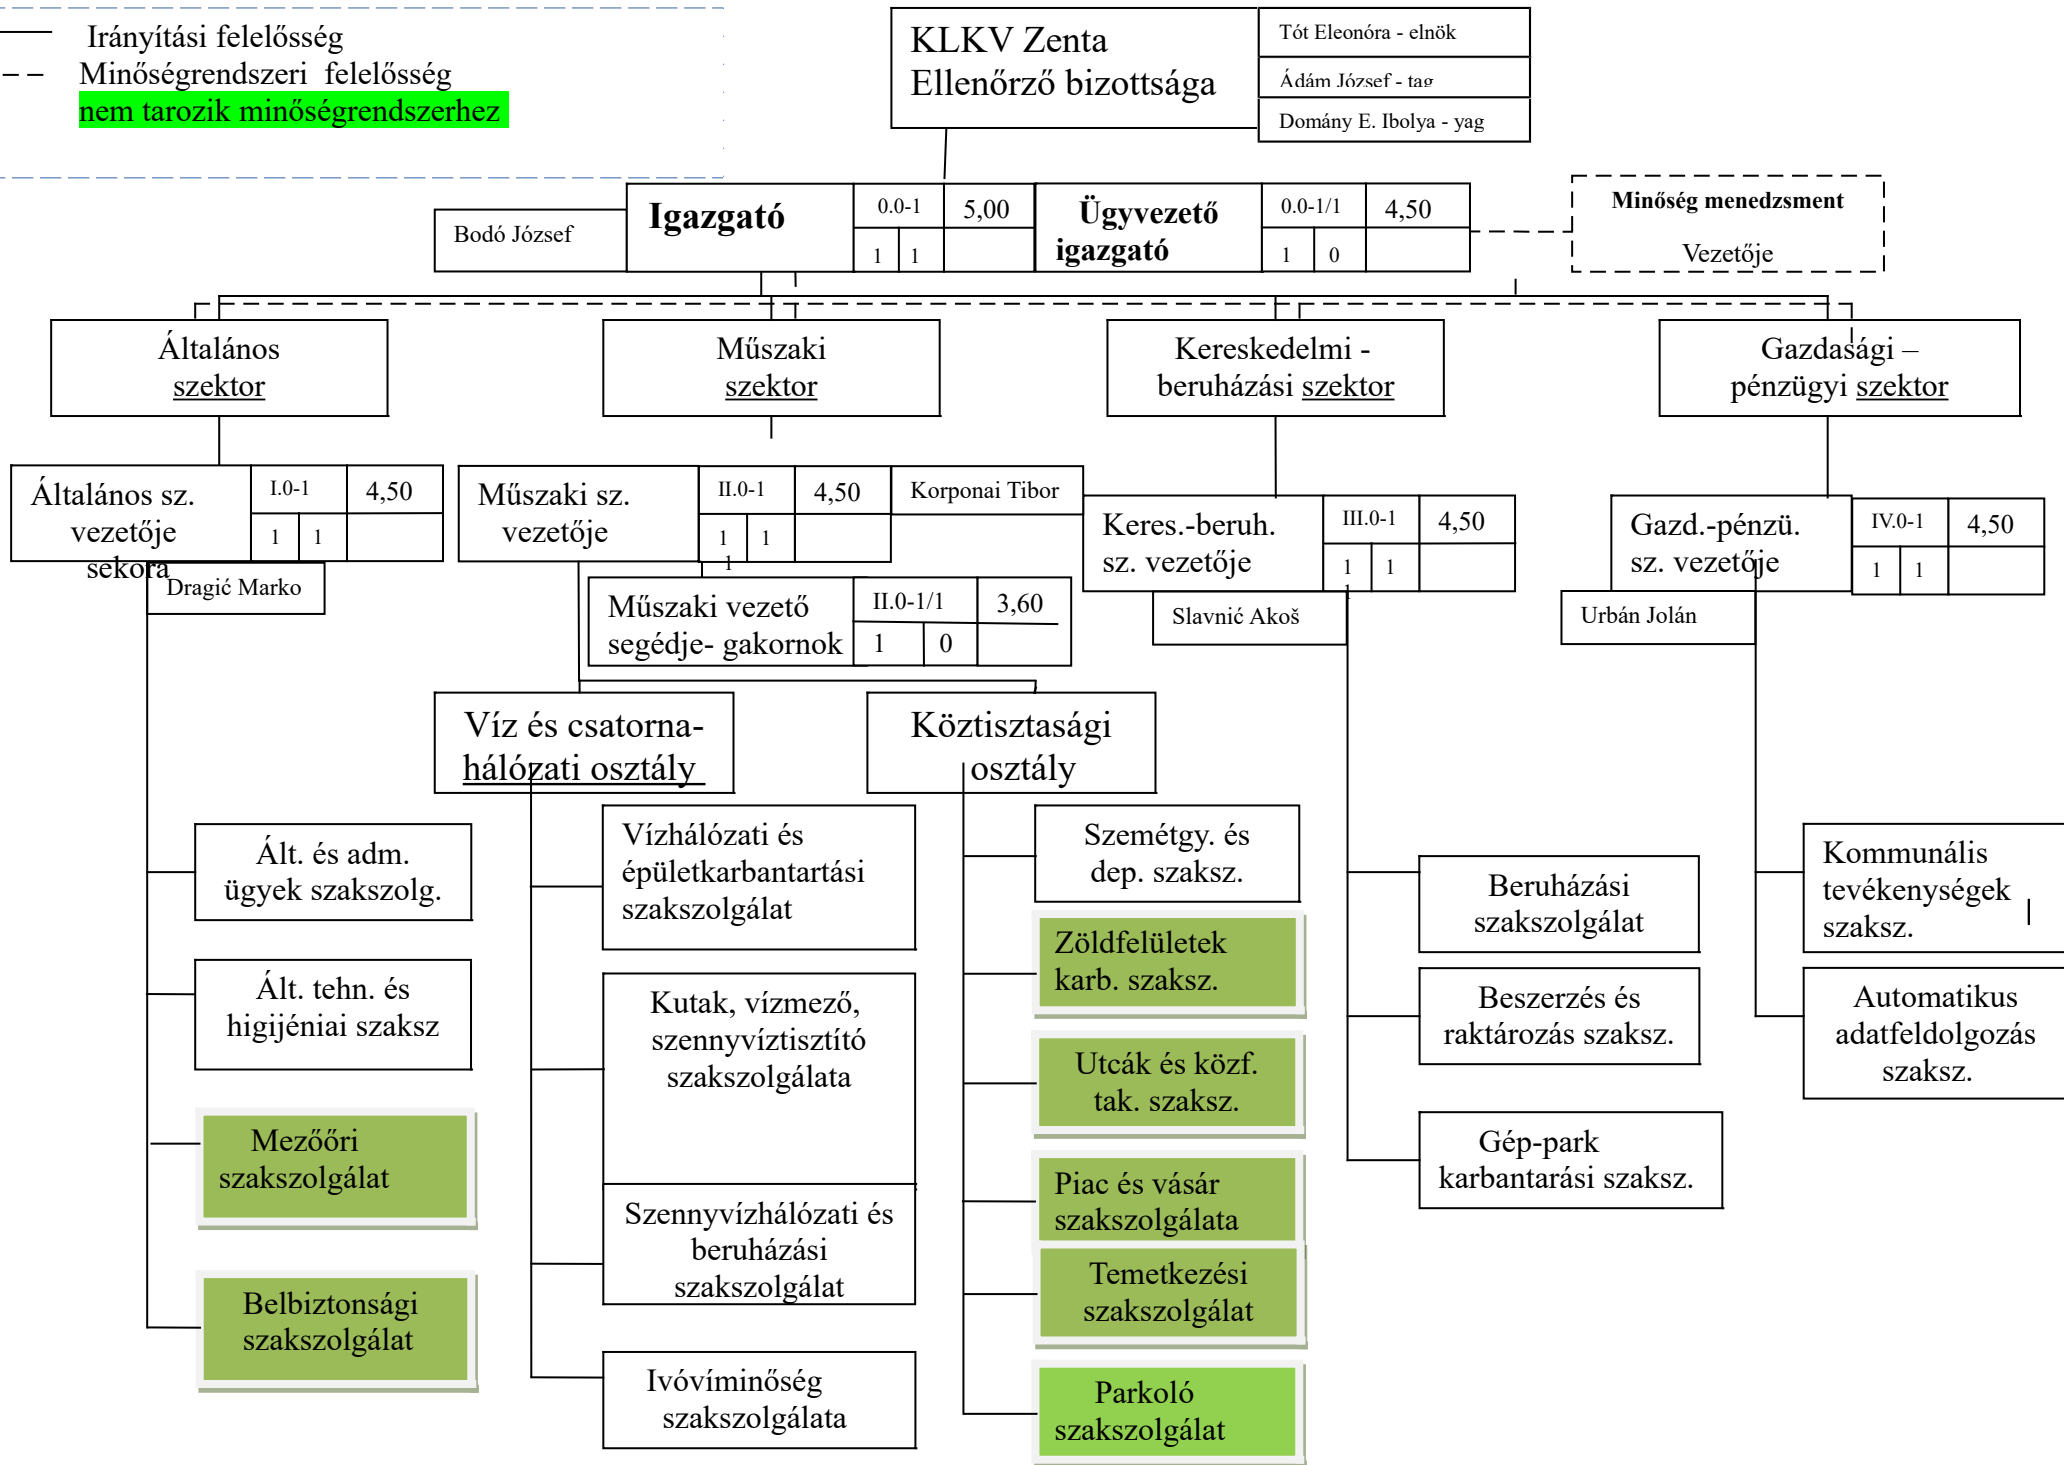 Irányítási felelősség
Minőségrendszeri felelősség
nem tarozik minőségrendszerhez
KLKV Zenta
Ellenőrző bizottsága
Tót Eleonóra - elnök
Ádám József - tag
Domány E. Ibolya - yag
Bodó József
Igazgató
0.0-1
5,00
1
1
Ügyvezető
igazgató
0.0-1/1
4,50
1
0
Minőség menedzsment
Vezetője
Általános
szektor
Műszaki
szektor
Kereskedelmi -
beruházási szektor
Gazdasági –
pénzügyi szektor
Általános sz.
vezetője
sekora
I.0-1
4,50
1
1
Dragić Marko
Műszaki sz.
vezetője
II.0-1
4,50
1
1
1
Korponai Tibor
Műszaki vezető
segédje- gakornok
II.0-1/1
3,60
1
0
Keres.-beruh.
sz. vezetője
III.0-1
4,50
1
1
Slavnić Akoš
Gazd.-pénzü.
sz. vezetője
IV.0-1
4,50
1
1
Urbán Jolán
Víz és csatorna-
hálózati osztály
Köztisztasági
osztály
Ált. és adm.
ügyek szakszolg.
Ált. tehn. és
higijéniai szaksz
Mezőőri
szakszolgálat
Belbiztonsági
szakszolgálat
Vízhálózati és
épületkarbantartási
szakszolgálat
Kutak, vízmező,
szennyvíztisztító
szakszolgálata
Szennyvízhálózati és
beruházási
szakszolgálat
Ivóvíminőség
szakszolgálata
Szemétgy. és
dep. szaksz.
Zöldfelületek
karb. szaksz.
Utcák és közf.
tak. szaksz.
Piac és vásár
szakszolgálata
Temetkezési
szakszolgálat
Parkoló
szakszolgálat
Beruházási
szakszolgálat
Beszerzés és
raktározás szaksz.
Gép-park
karbantarási szaksz.
Kommunális
tevékenységek
szaksz.
Automatikus
adatfeldolgozás
szaksz.